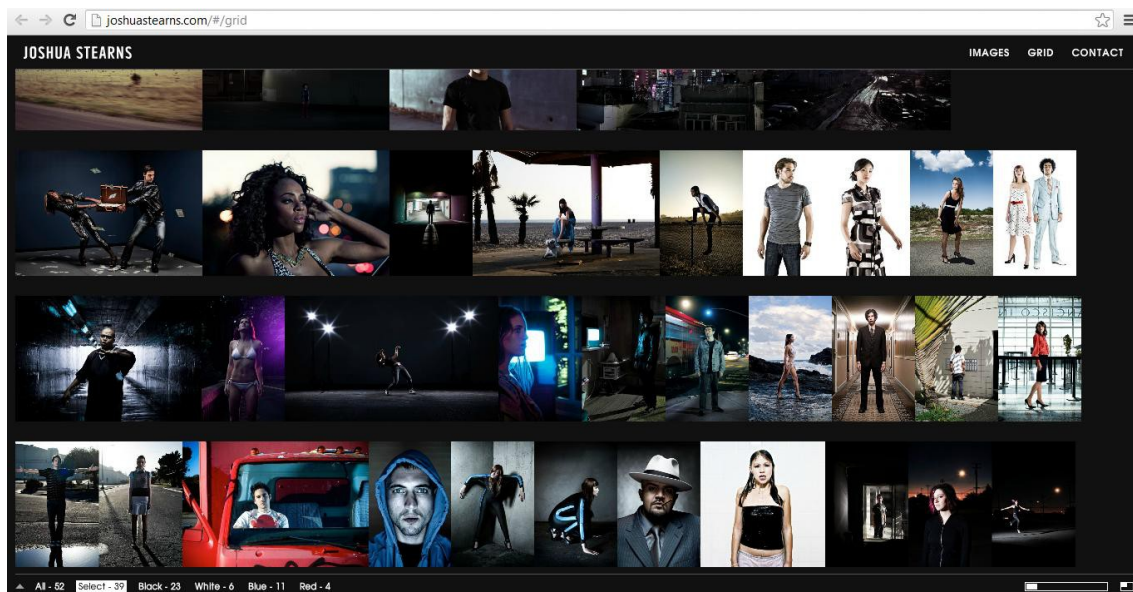 joshuastearns.com/#/grid
JOSHUA STEARNS
IMAGES GRID CONTACT
All - 52 Select - 39 Black - 23 White - 6 Blue - 11 Red - 4